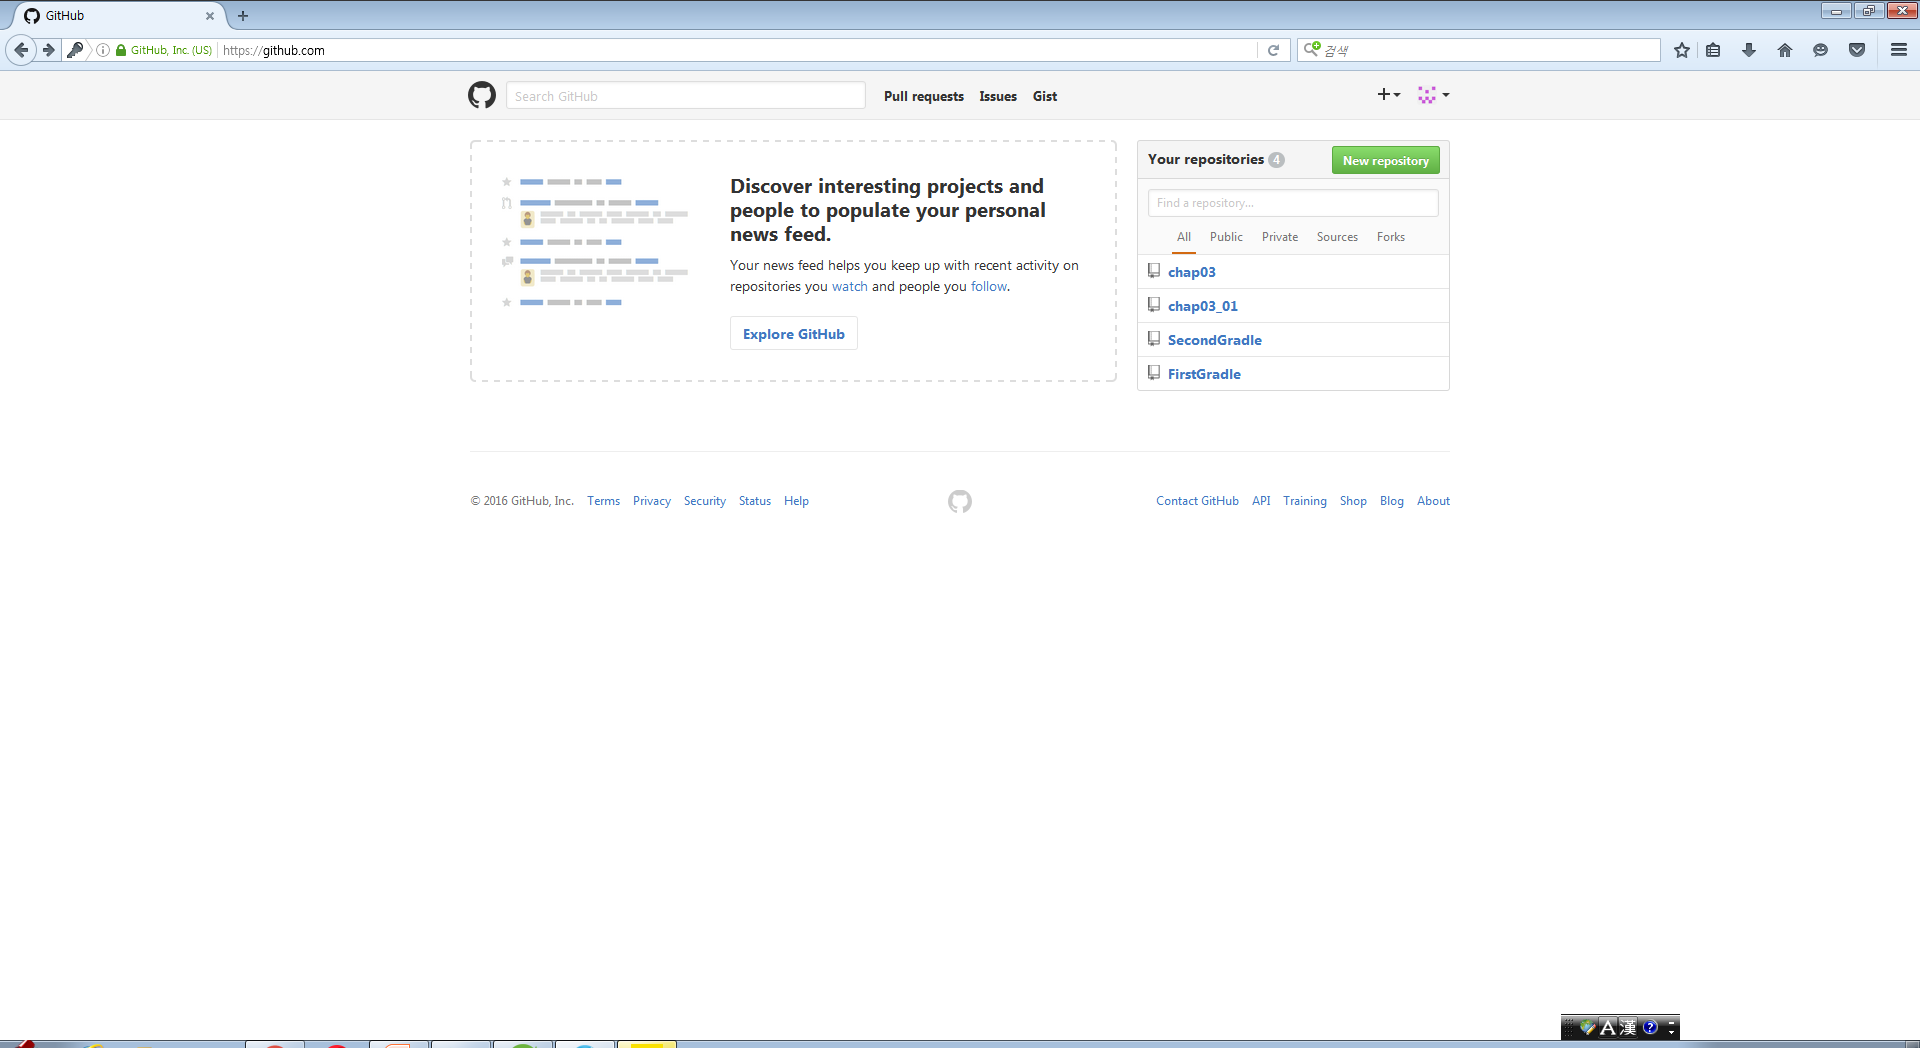 GitHub
GitHub, Inc. (US)
https://github.com
검색
Search GitHub
Pull requests
Issues
Gist
Discover interesting projects and
people to populate your personal
news feed.
Your news feed helps you keep up with recent activity on
repositories you watch and people you follow.
Explore GitHub
Your repositories 4
New repository
Find a repository...
All Public Private Sources Forks
chap03
chap03_01
SecondGradle
FirstGradle
© 2016 GitHub, Inc. Terms Privacy Security Status Help
Contact GitHub API Training Shop Blog About
A 漢 ?